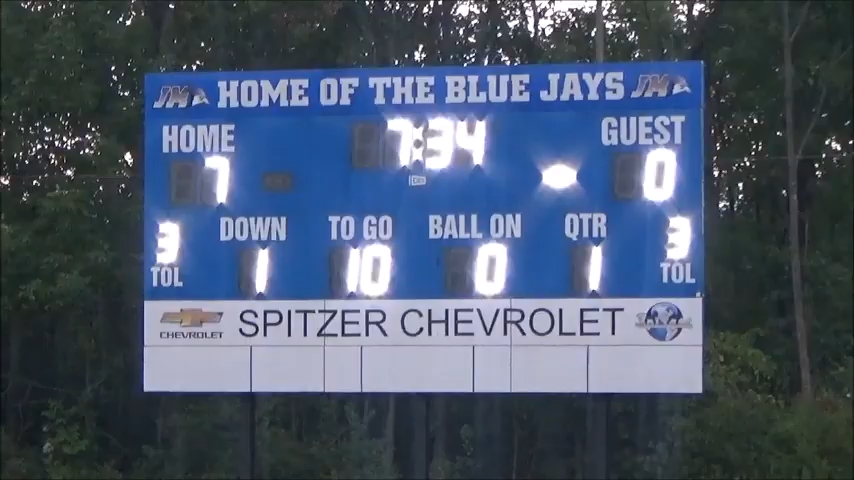 JM HOME OF THE BLUE JAYS JM
HOME 7:34 GUEST
7 0
DOWN TO GO BALL ON QTR
3 1 10 0 1 3
TOL TOL
CHEVROLET SPITZER CHEVROLET